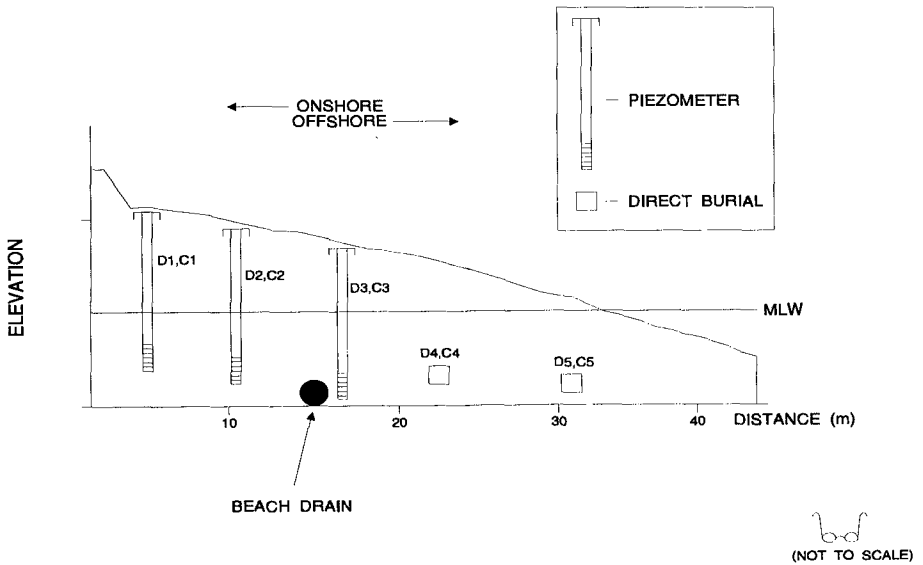 ONSHORE
OFFSHORE
PIEZOMETER
DIRECT BURIAL
ELEVATION
D1,C1
D2,C2
D3,C3
MLW
D4,C4
D5,C5
10
20
30
40
DISTANCE (m)
BEACH DRAIN
(NOT TO SCALE)